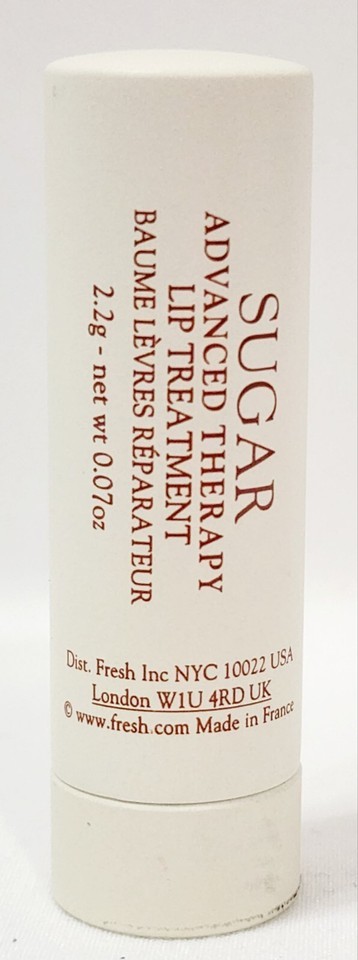 SUGAR
ADVANCED THERAPY
LIP TREATMENT
BAUME LÈVRES RÉPARATEUR
2.2g - net wt 0.07oz
Dist. Fresh Inc NYC 10022 USA
London W1U 4RD UK
© www.fresh.com Made in France